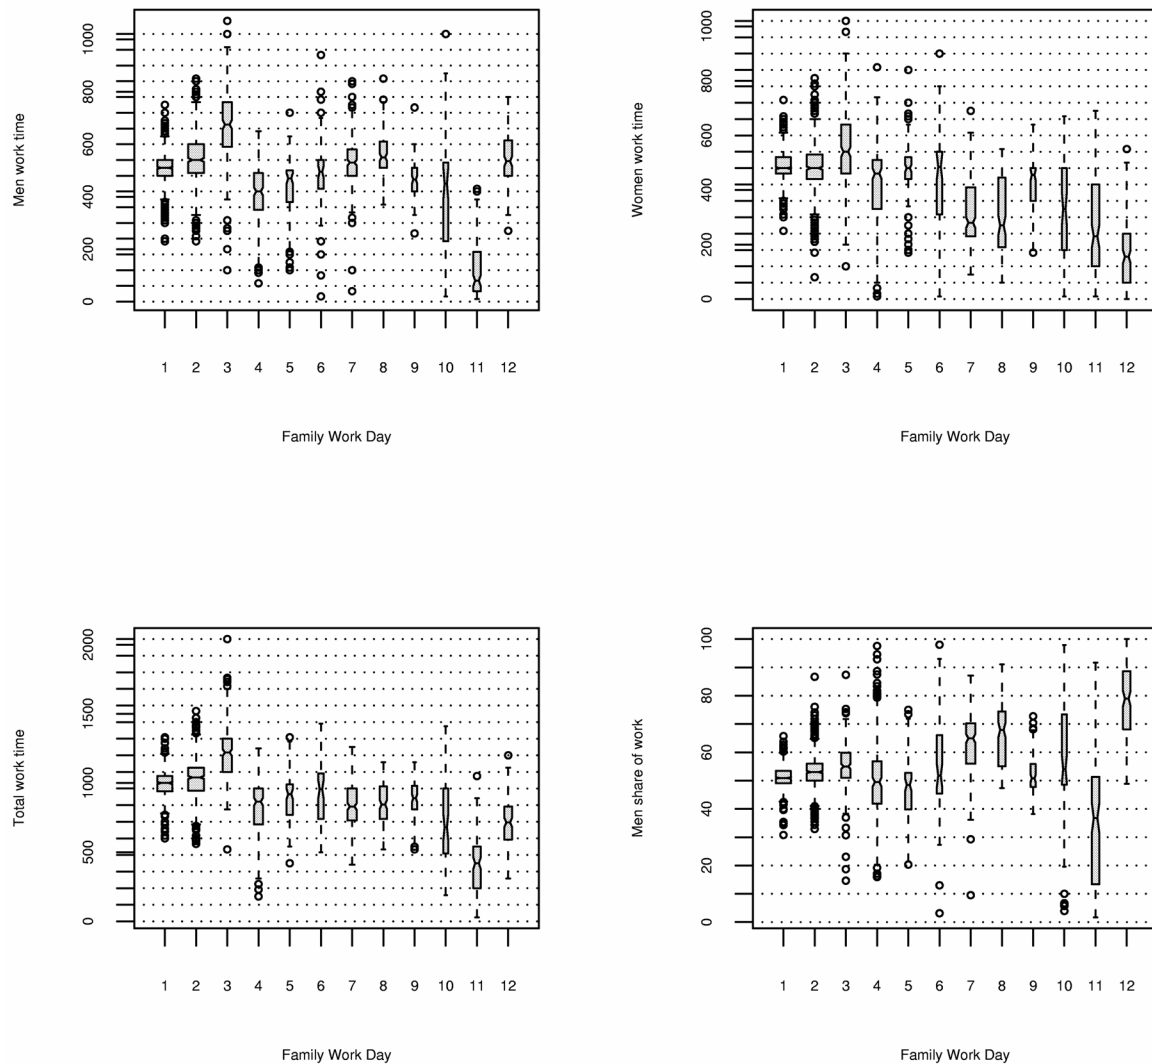 Men work time
1000
800
600
400
200
0
1 2 3 4 5 6 7 8 9 10 11 12
Family Work Day
Women work time
1000
800
600
400
200
0
1 2 3 4 5 6 7 8 9 10 11 12
Family Work Day
Total work time
2000
1500
1000
500
0
1 2 3 4 5 6 7 8 9 10 11 12
Family Work Day
Men share of work
100
80
60
40
20
0
1 2 3 4 5 6 7 8 9 10 11 12
Family Work Day